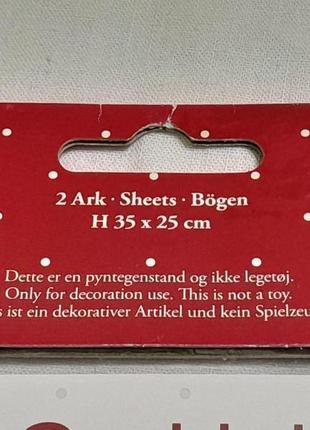 2 Ark · Sheets · Bögen
H 35 x 25 cm
Dette er en pyntegenstand og ikke legetøj.
Only for decoration use. This is not a toy.
ist ein dekorativer Artikel und kein Spielzeu